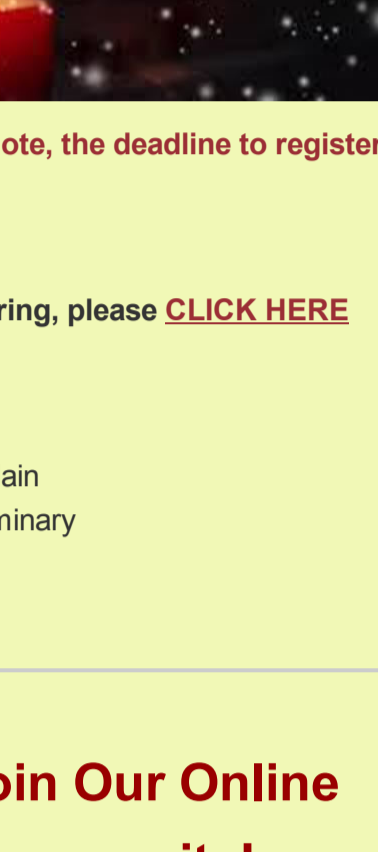 ote, the deadline to register
ring, please CLICK HERE
ain
minary
oin Our Online